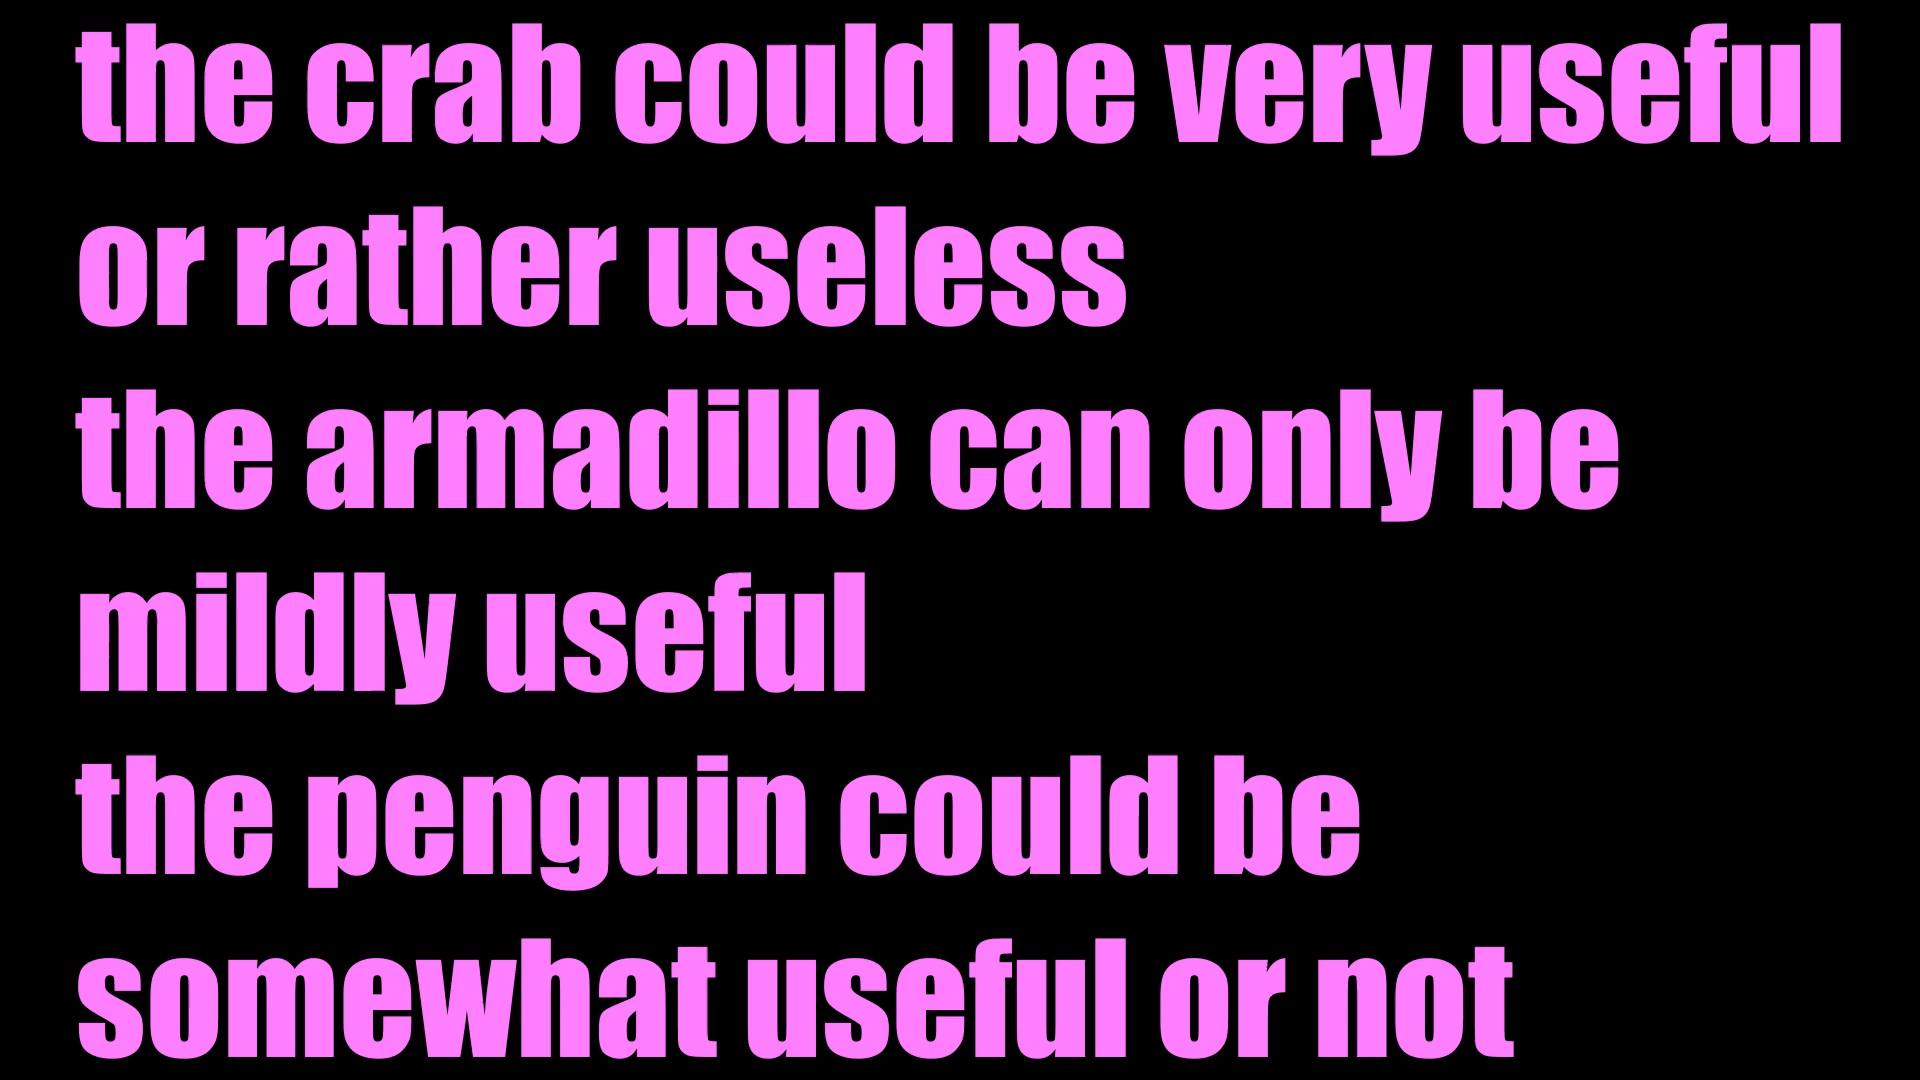 the crab could be very useful
or rather useless
the armadillo can only be
mildly useful
the penguin could be
somewhat useful or not